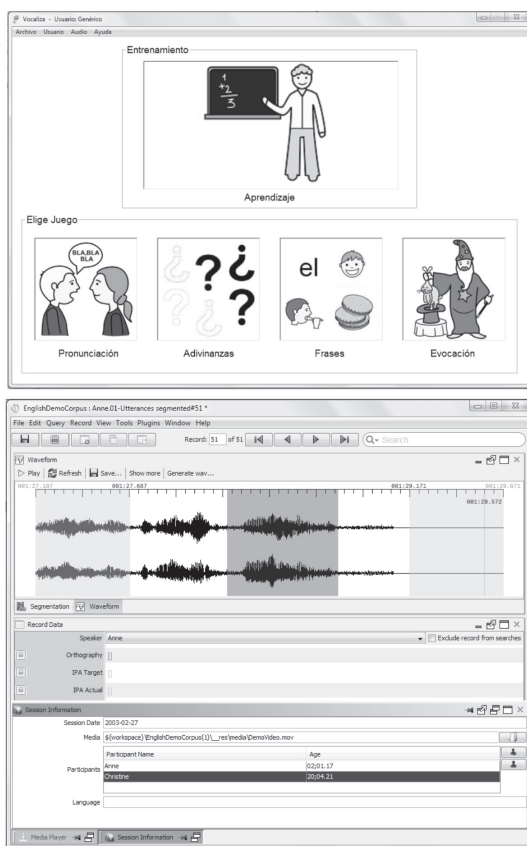 Vocaliza - Usuario: Genérico
Archivo Usuario Audio Ayuda
Entrenamiento
1
+2
3
Aprendizaje
Elige Juego
BLA,BLA
BLA
¿ ? ¿
¿ ¿ ?
el
Pronunciación Adivinanzas Frases Evocación
EnglishDemoCorpus : Anne.01-Utterances segmented#51 *
File Edit Query Record View Tools Plugins Window Help
Record: 51 of 51 Search
Waveform
Play Refresh Save... Show more Generate wav...
001:27.187 001:27.687 001:29.171 001:29.671
001:29.572
Segmentation Waveform
Record Data
Speaker Anne Exclude record from searches
Orthography []
IPA Target []
IPA Actual []
Session Information
Session Date 2003-02-27
Media ${workspace}\EnglishDemoCorpus{1}\__res\media\DemoVideo.mov
Participant Name Age
Participants
Anne 02;01.17
Christine 20;04.21
Language
Media Player Session Information